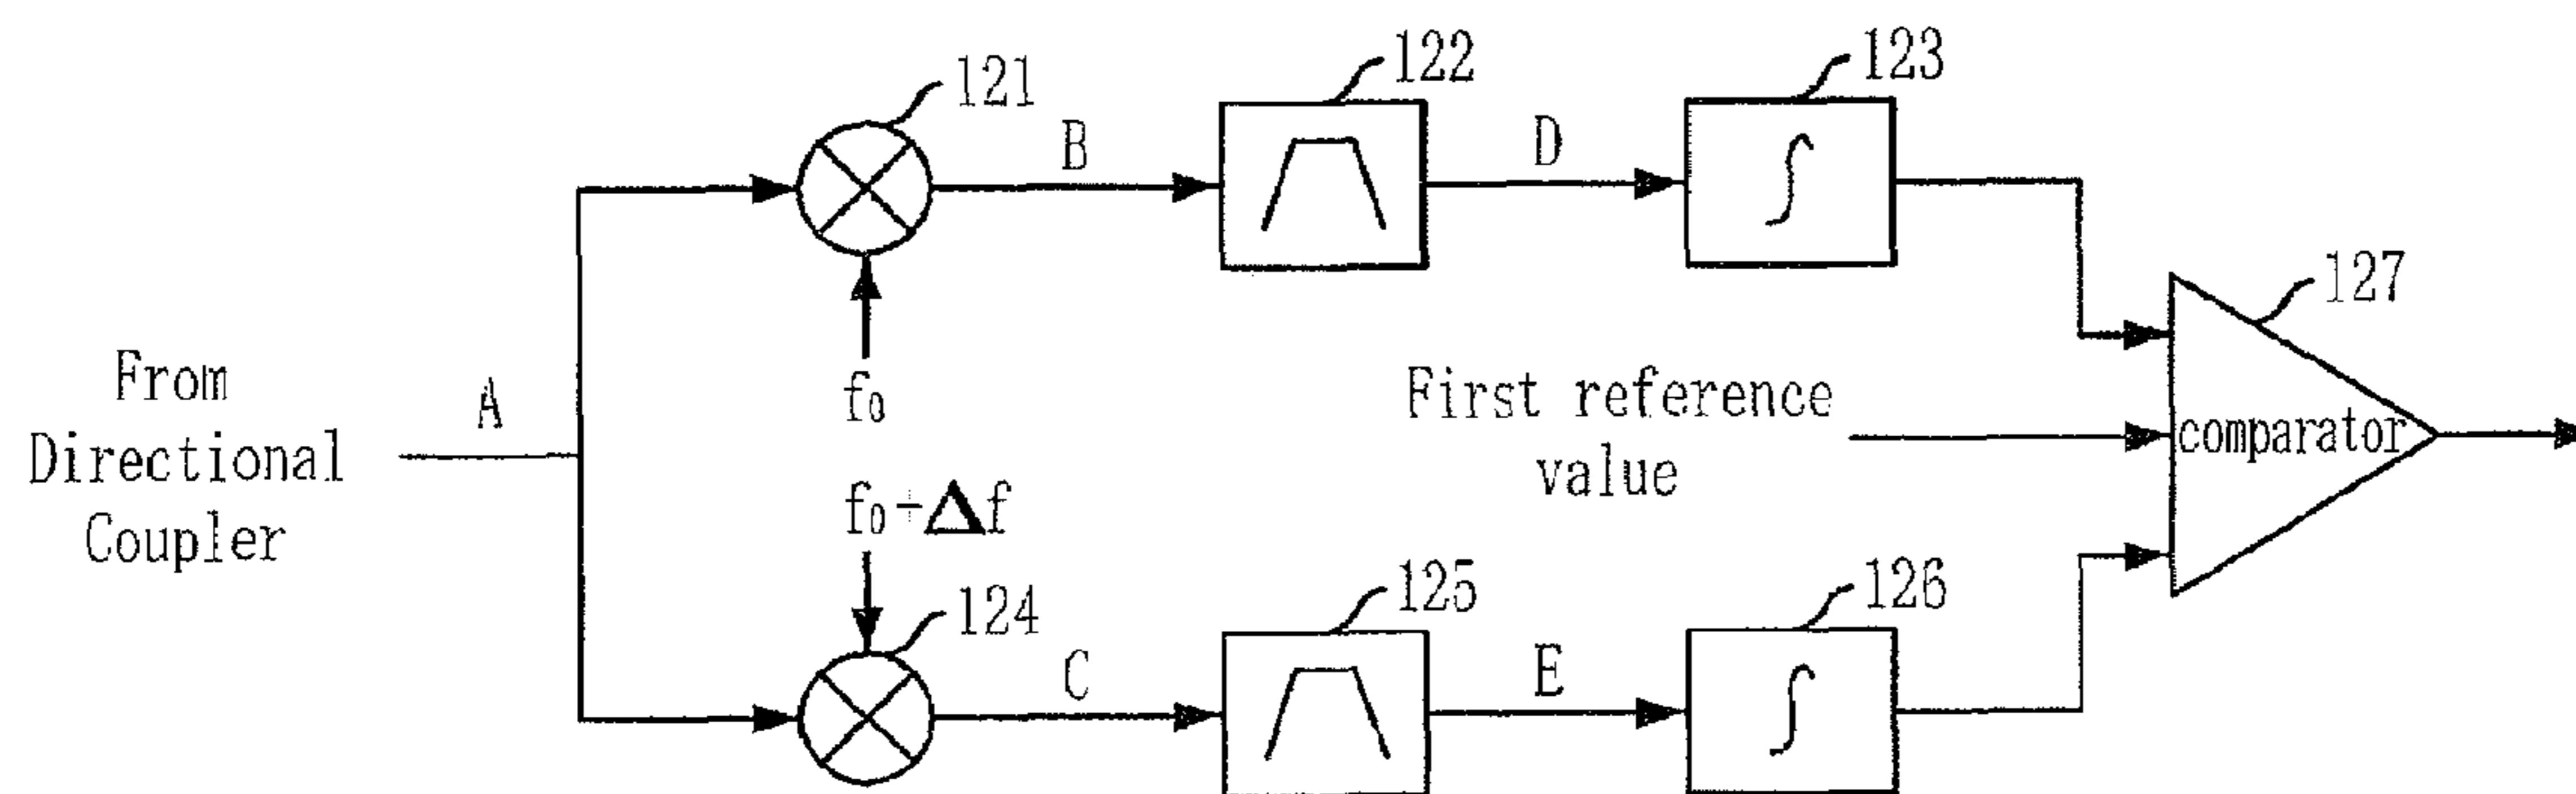 121
122
123
B
D
127
From
Directional
Coupler
A
f₀
First reference
value
comparator
f₀+Δf
124
125
126
C
E